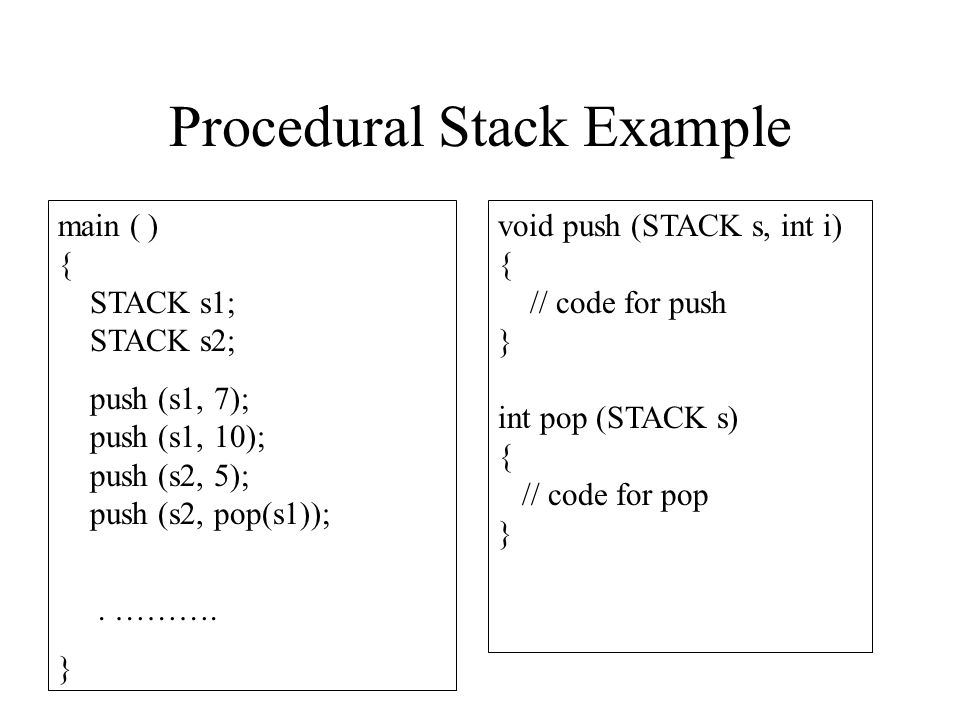 Procedural Stack Example
main ( )
{
STACK s1;
STACK s2;
push (s1, 7);
push (s1, 10);
push (s2, 5);
push (s2, pop(s1));
. ……….
}
void push (STACK s, int i)
{
// code for push
}
int pop (STACK s)
{
// code for pop
}